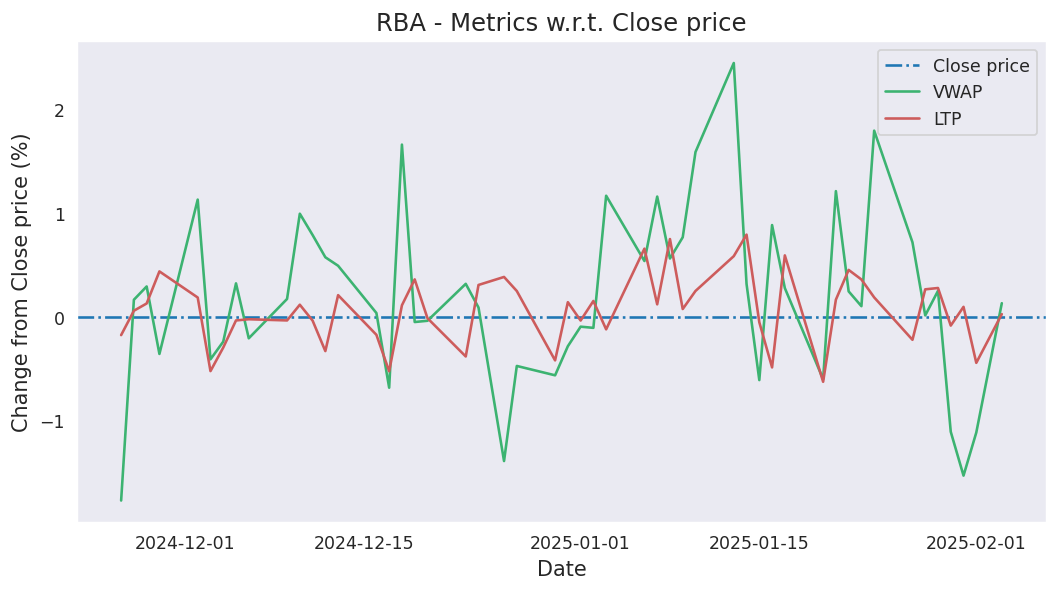 RBA - Metrics w.r.t. Close price
Close price
VWAP
LTP
Change from Close price (%)
2
1
0
−1
2024-12-01
2024-12-15
2025-01-01
2025-01-15
2025-02-01
Date